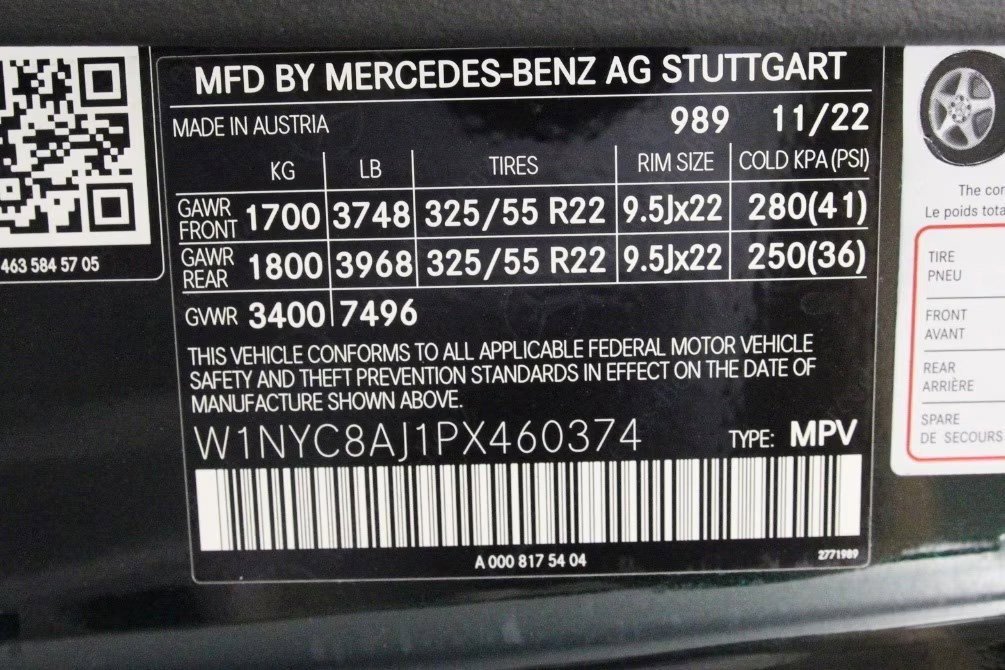 MFD BY MERCEDES-BENZ AG STUTTGART
MADE IN AUSTRIA 989 11/22
KG LB TIRES RIM SIZE COLD KPA (PSI)
GAWR FRONT 1700 3748 325/55 R22 9.5Jx22 280(41)
GAWR REAR 1800 3968 325/55 R22 9.5Jx22 250(36)
GVWR 3400 7496
THIS VEHICLE CONFORMS TO ALL APPLICABLE FEDERAL MOTOR VEHICLE
SAFETY AND THEFT PREVENTION STANDARDS IN EFFECT ON THE DATE OF
MANUFACTURE SHOWN ABOVE.
W1NYC8AJ1PX460374 TYPE: MPV
A 000 817 54 04 2771989
463 584 57 05
The
Le poids
TIRE
PNEU
FRONT
AVANT
REAR
ARRIÈRE
SPARE
DE SECOURS